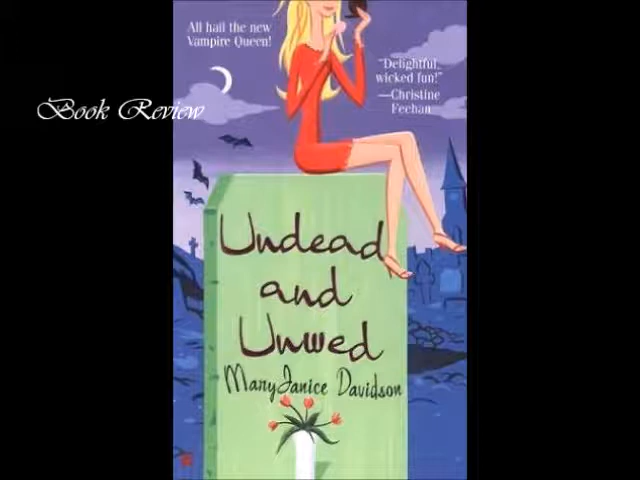 All hail the new
Vampire Queen!
"Delightful,
wicked fun!"
—Christine
Feehan
Book Review
Undead
and
Unwed
MaryJanice Davidson